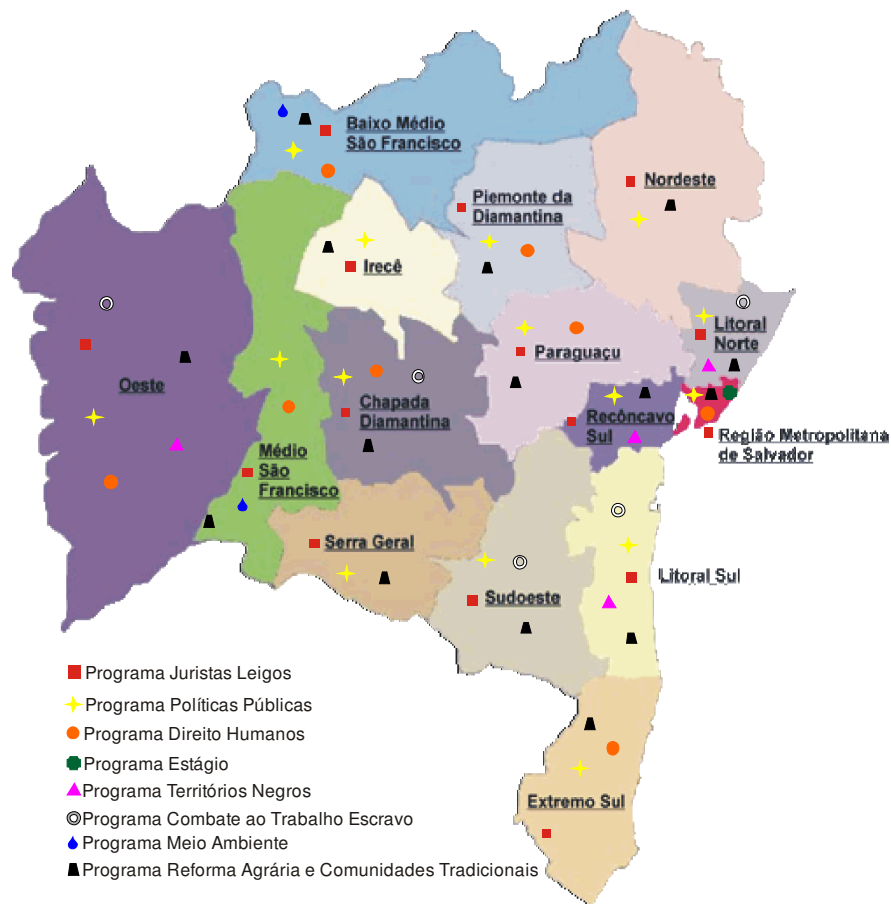 Baixo Médio
São Francisco
Nordeste
Piemonte da
Diamantina
Irecê
Litoral
Norte
Paraguaçu
Oeste
Chapada
Diamantina
Recôncavo
Sul
Região Metropolitana
de Salvador
Médio
São
Francisco
Serra Geral
Litoral Sul
Sudoeste
Extremo Sul
Programa Juristas Leigos
Programa Políticas Públicas
Programa Direito Humanos
Programa Estágio
Programa Territórios Negros
Programa Combate ao Trabalho Escravo
Programa Meio Ambiente
Programa Reforma Agrária e Comunidades Tradicionais